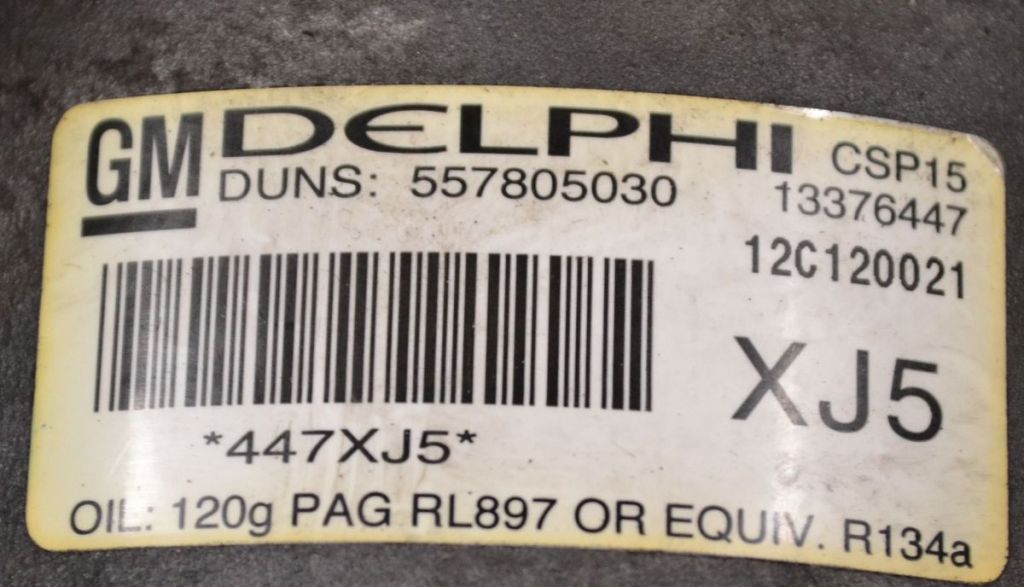 GM DELPHI CSP15
DUNS: 557805030 13376447
12C120021
XJ5
*447XJ5*
OIL: 120g PAG RL897 OR EQUIV. R134a